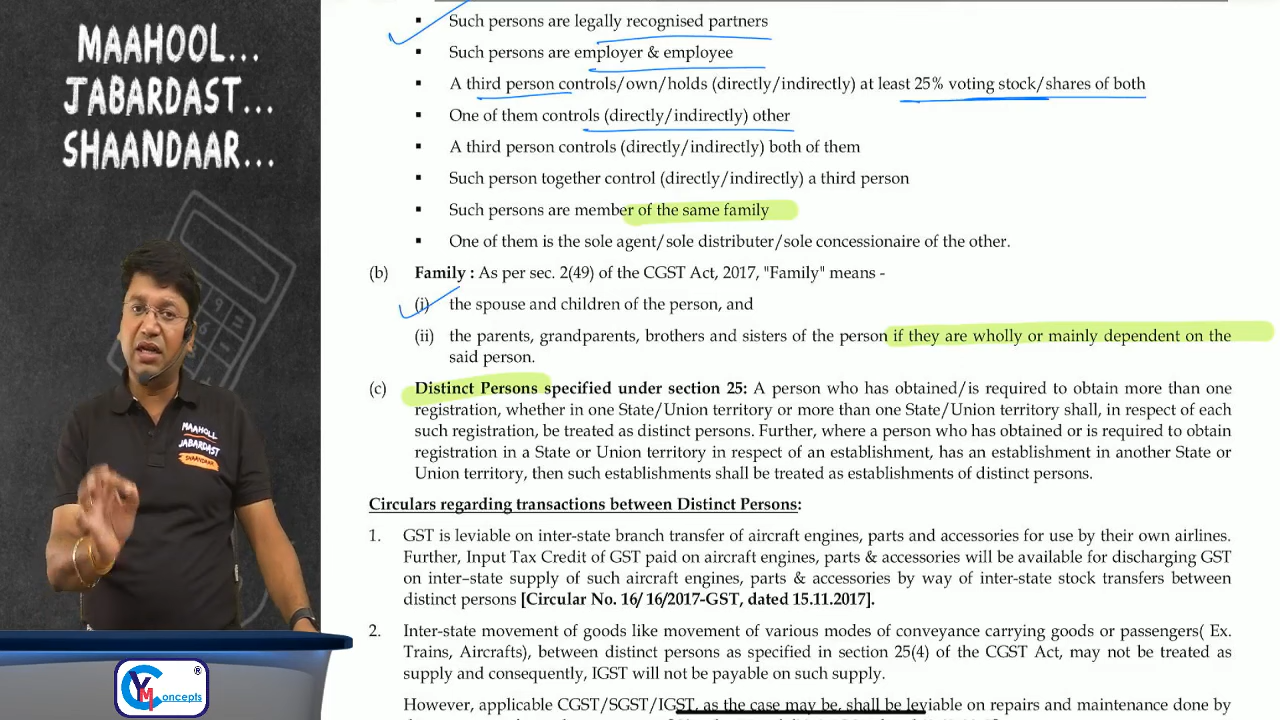 MAAHOOL...
JABARDAST...
SHAANDAAR...
▪ Such persons are legally recognised partners
▪ Such persons are employer & employee
▪ A third person controls/own/holds (directly/indirectly) at least 25% voting stock/shares of both
▪ One of them controls (directly/indirectly) other
▪ A third person controls (directly/indirectly) both of them
▪ Such person together control (directly/indirectly) a third person
▪ Such persons are member of the same family
▪ One of them is the sole agent/sole distributer/sole concessionaire of the other.
(b) Family : As per sec. 2(49) of the CGST Act, 2017, "Family" means -
(i) the spouse and children of the person, and
(ii) the parents, grandparents, brothers and sisters of the person if they are wholly or mainly dependent on the
said person.
(c) Distinct Persons specified under section 25: A person who has obtained/is required to obtain more than one
registration, whether in one State/Union territory or more than one State/Union territory shall, in respect of each
such registration, be treated as distinct persons. Further, where a person who has obtained or is required to obtain
registration in a State or Union territory in respect of an establishment, has an establishment in another State or
Union territory, then such establishments shall be treated as establishments of distinct persons.
Circulars regarding transactions between Distinct Persons:
1. GST is leviable on inter-state branch transfer of aircraft engines, parts and accessories for use by their own airlines.
Further, Input Tax Credit of GST paid on aircraft engines, parts & accessories will be available for discharging GST
on inter–state supply of such aircraft engines, parts & accessories by way of inter-state stock transfers between
distinct persons [Circular No. 16/ 16/2017-GST, dated 15.11.2017].
2. Inter-state movement of goods like movement of various modes of conveyance carrying goods or passengers( Ex.
Trains, Aircrafts), between distinct persons as specified in section 25(4) of the CGST Act, may not be treated as
supply and consequently, IGST will not be payable on such supply.
However, applicable CGST/SGST/IGST, as the case may be, shall be leviable on repairs and maintenance done by
MAAHOLL
JABARDAST
SHAANDAAR
CYM
oncepts
®